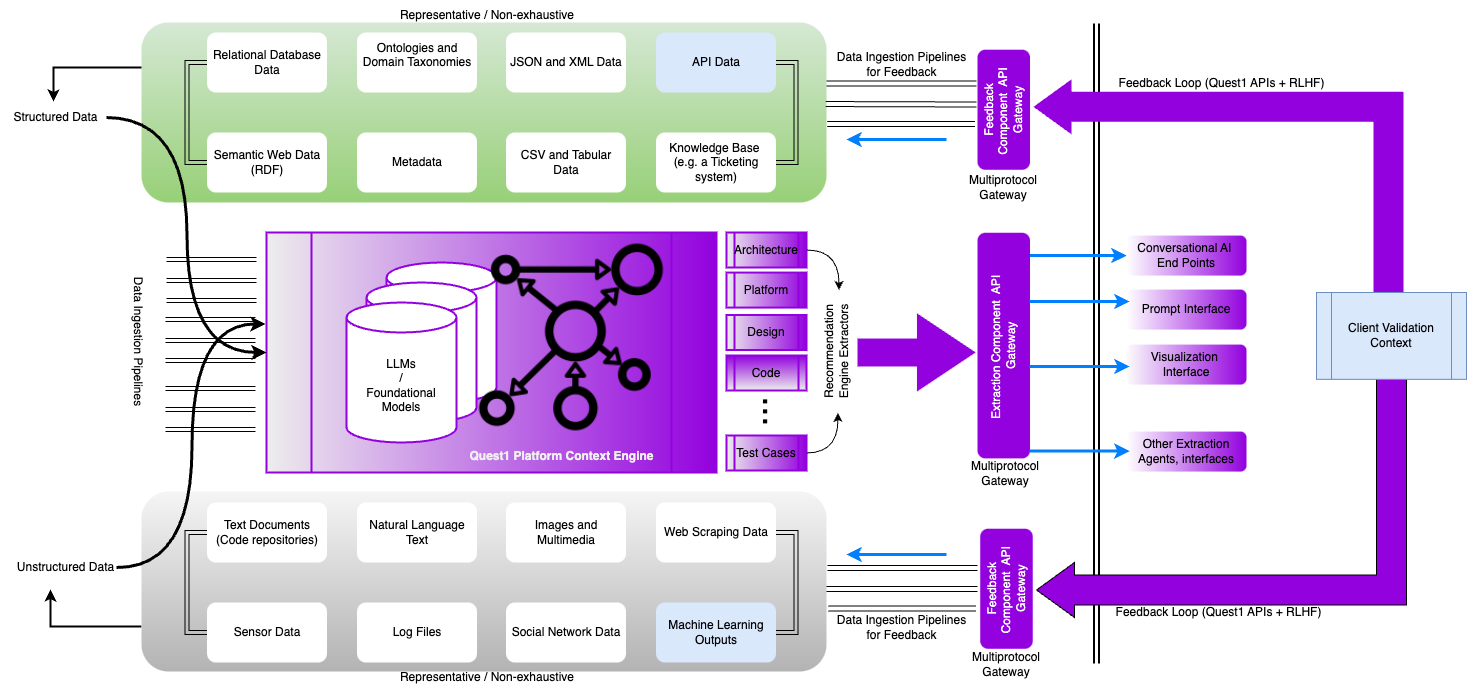 Representative / Non-exhaustive
Relational Database
Data
Ontologies and
Domain Taxonomies
JSON and XML Data
API Data
Semantic Web Data
(RDF)
Metadata
CSV and Tabular
Data
Knowledge Base
(e.g. a Ticketing
system)
Structured Data
Data Ingestion Pipelines
for Feedback
Feedback
Component API
Gateway
Multiprotocol
Gateway
Feedback Loop (Quest1 APIs + RLHF)
Data Ingestion Pipelines
LLMs
/
Foundational
Models
Quest1 Platform Context Engine
Architecture
Platform
Design
Code
Test Cases
Recommendation
Engine Extractors
Extraction Component API
Gateway
Multiprotocol
Gateway
Conversational AI
End Points
Prompt Interface
Visualization
Interface
Other Extraction
Agents, interfaces
Client Validation
Context
Unstructured Data
Text Documents
(Code repositories)
Natural Language
Text
Images and
Multimedia
Web Scraping Data
Sensor Data
Log Files
Social Network Data
Machine Learning
Outputs
Representative / Non-exhaustive
Data Ingestion Pipelines
for Feedback
Feedback
Component API
Gateway
Multiprotocol
Gateway
Feedback Loop (Quest1 APIs + RLHF)